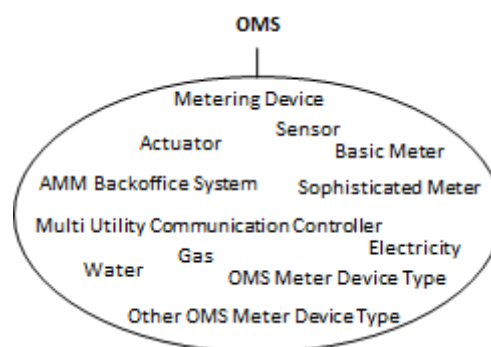 OMS
Metering Device
Sensor
Actuator
Basic Meter
AMM Backoffice System
Sophisticated Meter
Multi Utility Communication Controller
Electricity
Gas
Water
OMS Meter Device Type
Other OMS Meter Device Type